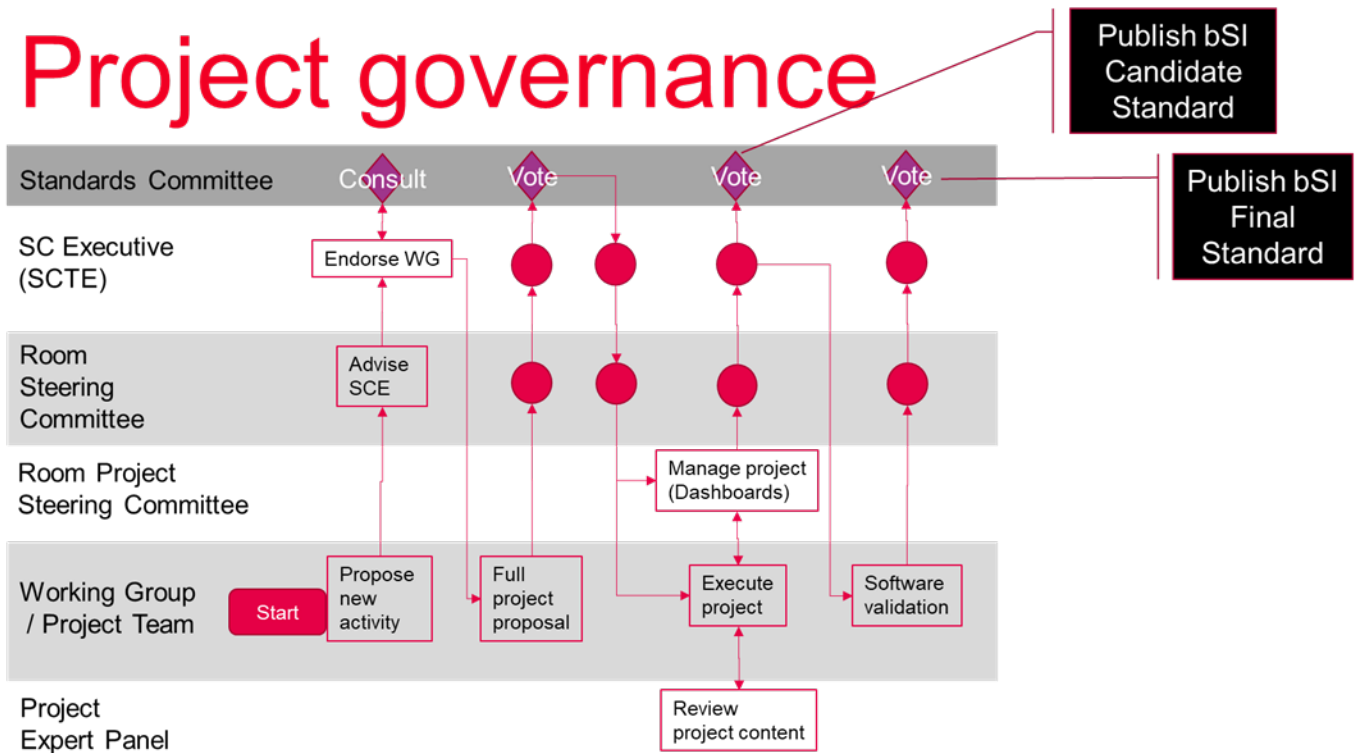 Project governance
Publish bSI
Candidate
Standard
Standards Committee
Consult
Vote
Vote
Vote
Publish bSI
Final
Standard
SC Executive
(SCTE)
Endorse WG
Room
Steering
Committee
Advise
SCE
Room Project
Steering Committee
Manage project
(Dashboards)
Working Group
/ Project Team
Start
Propose
new
activity
Full
project
proposal
Execute
project
Software
validation
Project
Expert Panel
Review
project content